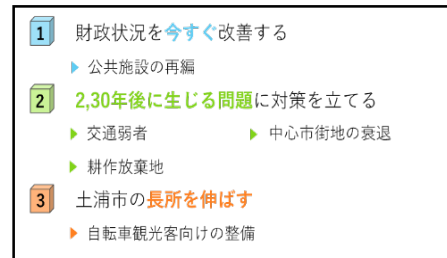 1 財政状況を今すぐ改善する
公共施設の再編
2 2,30年後に生じる問題に対策を立てる
交通弱者 中心市街地の衰退
耕作放棄地
3 土浦市の長所を伸ばす
自転車観光客向けの整備